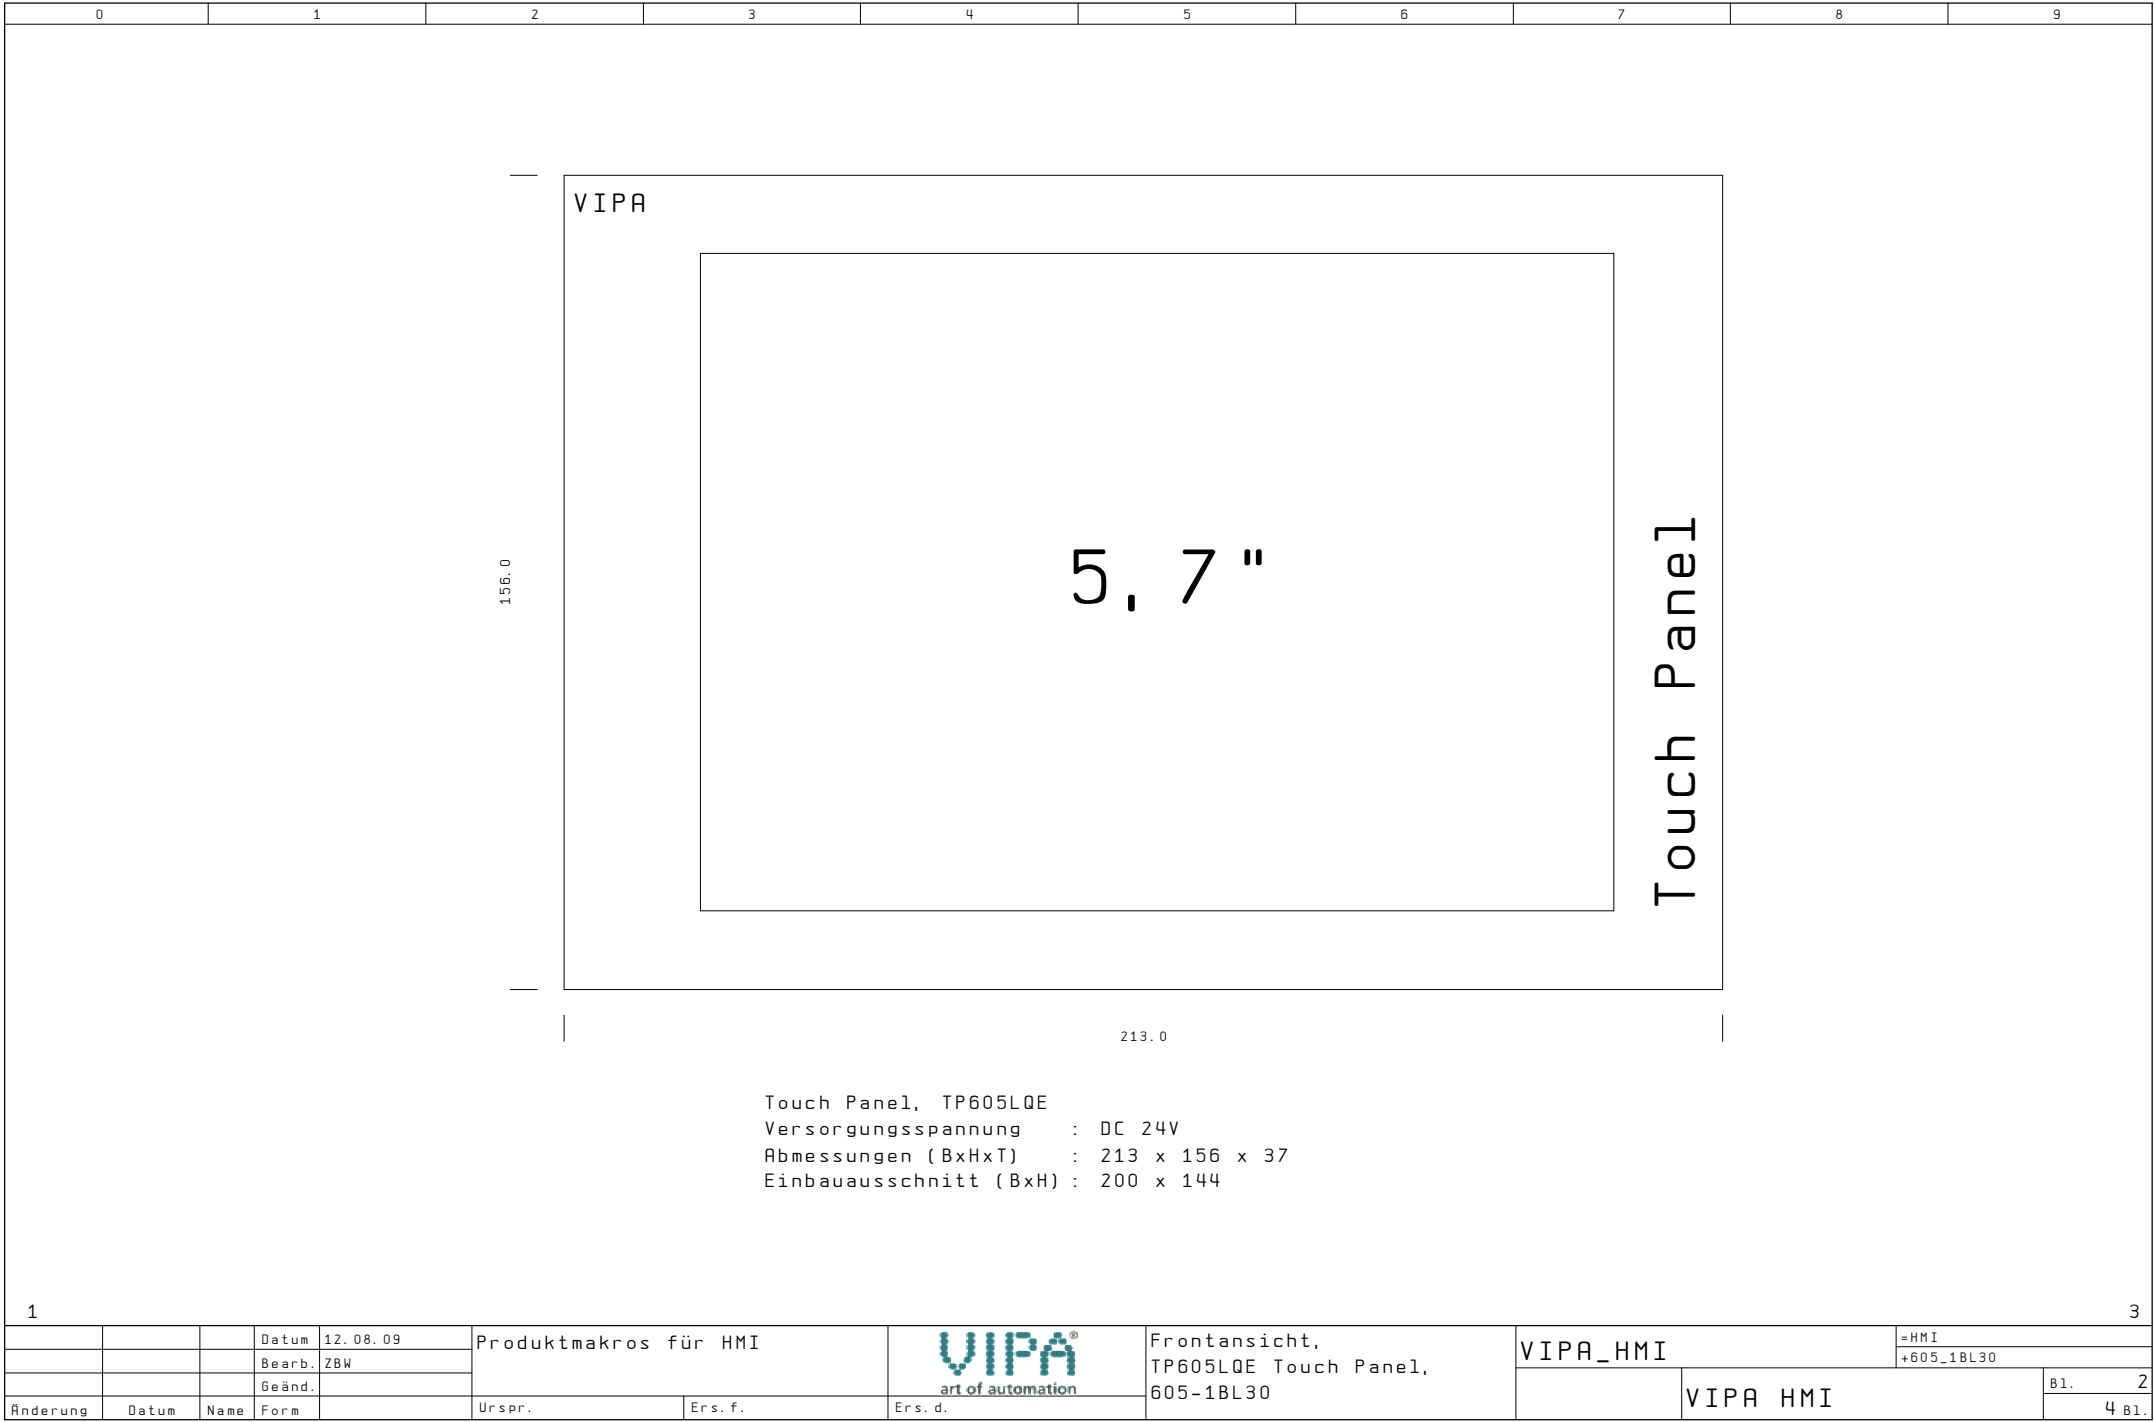 0 1 2 3 4 5 6 7 8 9
VIPA
5,7"
Touch Panel
156.0
213.0
Touch Panel, TP605LQE
Versorgungsspannung : DC 24V
Abmessungen (BxHxT) : 213 x 156 x 37
Einbauausschnitt (BxH) : 200 x 144
1
3
Datum 12.08.09
Bearb. ZBW
Geänd.
Änderung Datum Name Form
Produktmakros für HMI
Urspr. Ers.f. Ers.d.
VIPA®
art of automation
Frontansicht,
TP605LQE Touch Panel,
605-1BL30
VIPA_HMI
=HMI
+605_1BL30
VIPA HMI
Bl. 2
4 Bl.